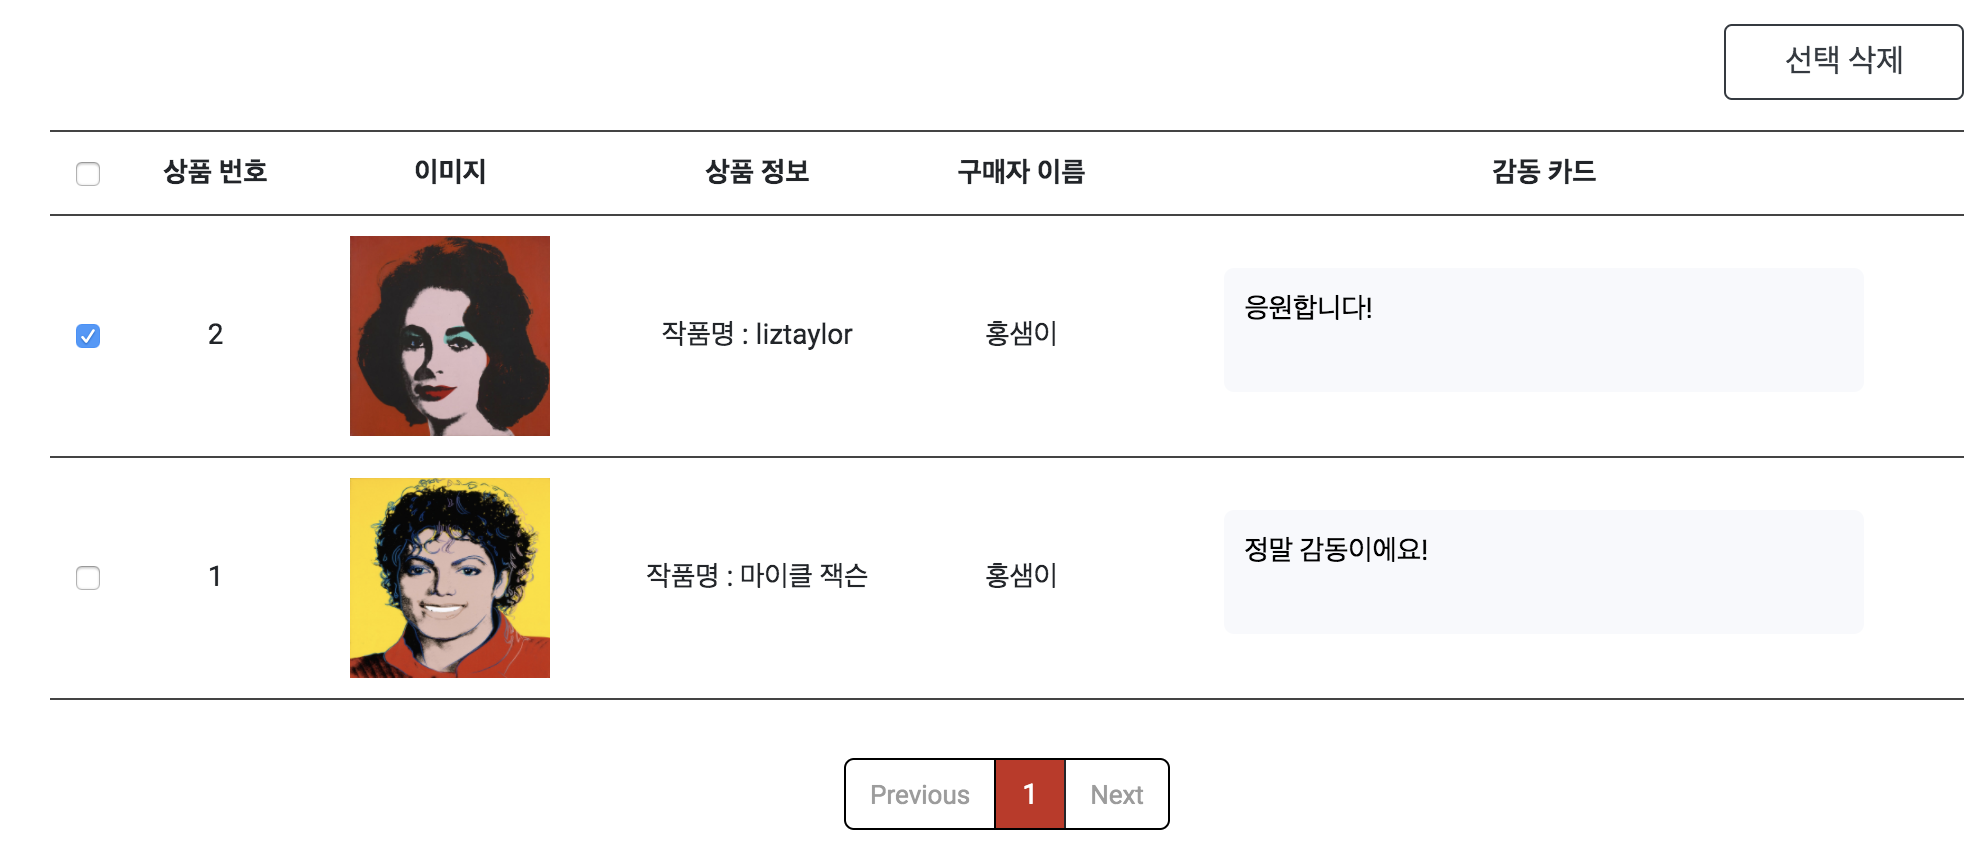 선택 삭제
상품 번호 이미지 상품 정보 구매자 이름 감동 카드
2 작품명 : liztaylor 홍샘이 응원합니다!
1 작품명 : 마이클 잭슨 홍샘이 정말 감동이에요!
Previous 1 Next